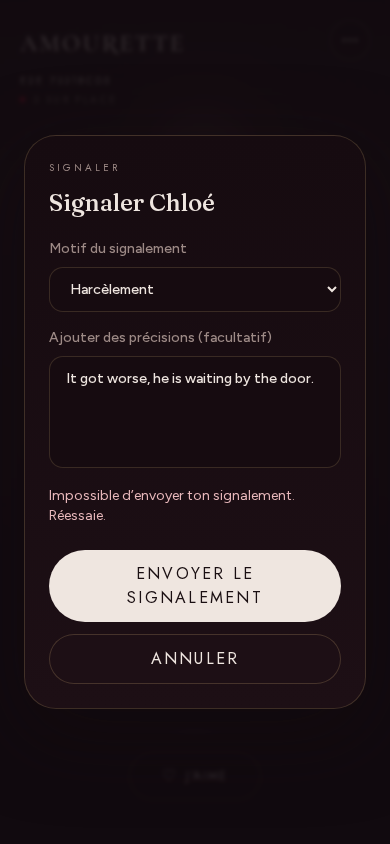 AMOURETTE
SIGNALER
Signaler Chloé
Motif du signalement
Harcèlement
Ajouter des précisions (facultatif)
It got worse, he is waiting by the door.
Impossible d’envoyer ton signalement.
Réessaie.
ENVOYER LE
SIGNALEMENT
ANNULER